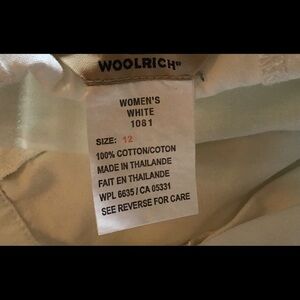 WOOLRICH®
WOMEN'S
WHITE
1081
SIZE: 12
100% COTTON/COTON
MADE IN THAILANDE
FAIT EN THAILANDE
WPL 6635 / CA 05331
SEE REVERSE FOR CARE